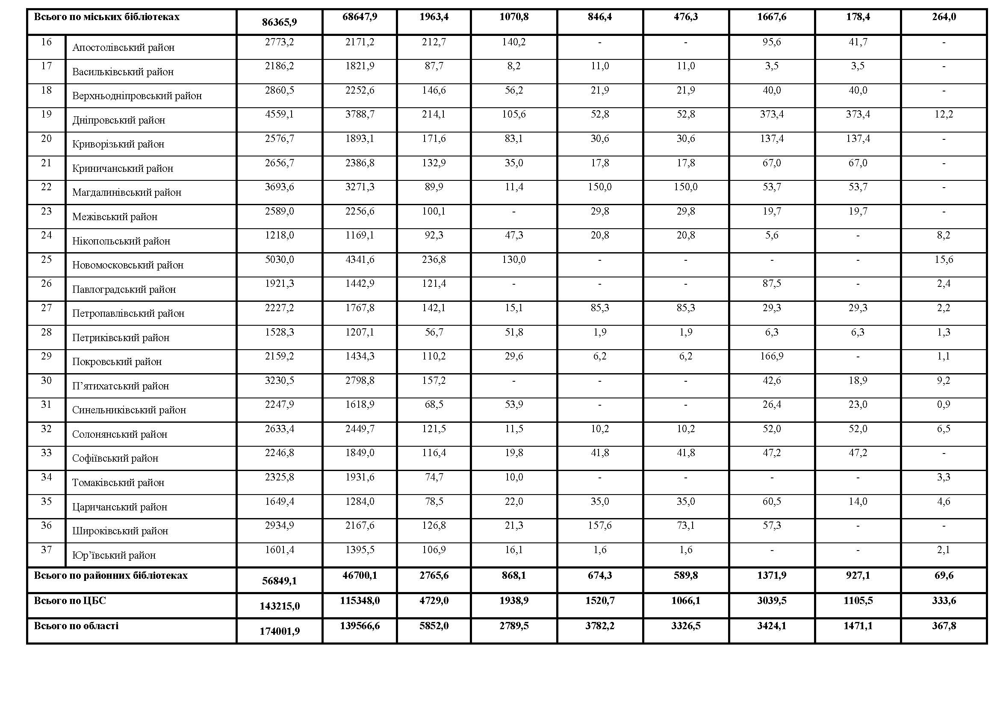 Всього по міських бібліотеках 86365,9 68647,9 1963,4 1070,8 846,4 476,3 1667,6 178,4 264,0
16 Апостолівський район 2773,2 2171,2 212,7 140,2 - - 95,6 41,7 -
17 Васильківський район 2186,2 1821,9 87,7 8,2 11,0 11,0 3,5 3,5 -
18 Верхньодніпровський район 2860,5 2252,6 146,6 56,2 21,9 21,9 40,0 40,0 -
19 Дніпровський район 4559,1 3788,7 214,1 105,6 52,8 52,8 373,4 373,4 12,2
20 Криворізький район 2576,7 1893,1 171,6 83,1 30,6 30,6 137,4 137,4 -
21 Криничанський район 2656,7 2386,8 132,9 35,0 17,8 17,8 67,0 67,0 -
22 Магдалинівський район 3693,6 3271,3 89,9 11,4 150,0 150,0 53,7 53,7 -
23 Межівський район 2589,0 2256,6 100,1 - 29,8 29,8 19,7 19,7 -
24 Нікопольський район 1218,0 1169,1 92,3 47,3 20,8 20,8 5,6 - 8,2
25 Новомосковський район 5030,0 4341,6 236,8 130,0 - - - - 15,6
26 Павлоградський район 1921,3 1442,9 121,4 - - - 87,5 - 2,4
27 Петропавлівський район 2227,2 1767,8 142,1 15,1 85,3 85,3 29,3 29,3 2,2
28 Петриківський район 1528,3 1207,1 56,7 51,8 1,9 1,9 6,3 6,3 1,3
29 Покровський район 2159,2 1434,3 110,2 29,6 6,2 6,2 166,9 - 1,1
30 П’ятихатський район 3230,5 2798,8 157,2 - - - 42,6 18,9 9,2
31 Синельниківський район 2247,9 1618,9 68,5 53,9 - - 26,4 23,0 0,9
32 Солонянський район 2633,4 2449,7 121,5 11,5 10,2 10,2 52,0 52,0 6,5
33 Софіївський район 2246,8 1849,0 116,4 19,8 41,8 41,8 47,2 47,2 -
34 Томаківський район 2325,8 1931,6 74,7 10,0 - - - - 3,3
35 Царичанський район 1649,4 1284,0 78,5 22,0 35,0 35,0 60,5 14,0 4,6
36 Широківський район 2934,9 2167,6 126,8 21,3 157,6 73,1 57,3 - -
37 Юр’ївський район 1601,4 1395,5 106,9 16,1 1,6 1,6 - - 2,1
Всього по районних бібліотеках 56849,1 46700,1 2765,6 868,1 674,3 589,8 1371,9 927,1 69,6
Всього по ЦБС 143215,0 115348,0 4729,0 1938,9 1520,7 1066,1 3039,5 1105,5 333,6
Всього по області 174001,9 139566,6 5852,0 2789,5 3782,2 3326,5 3424,1 1471,1 367,8